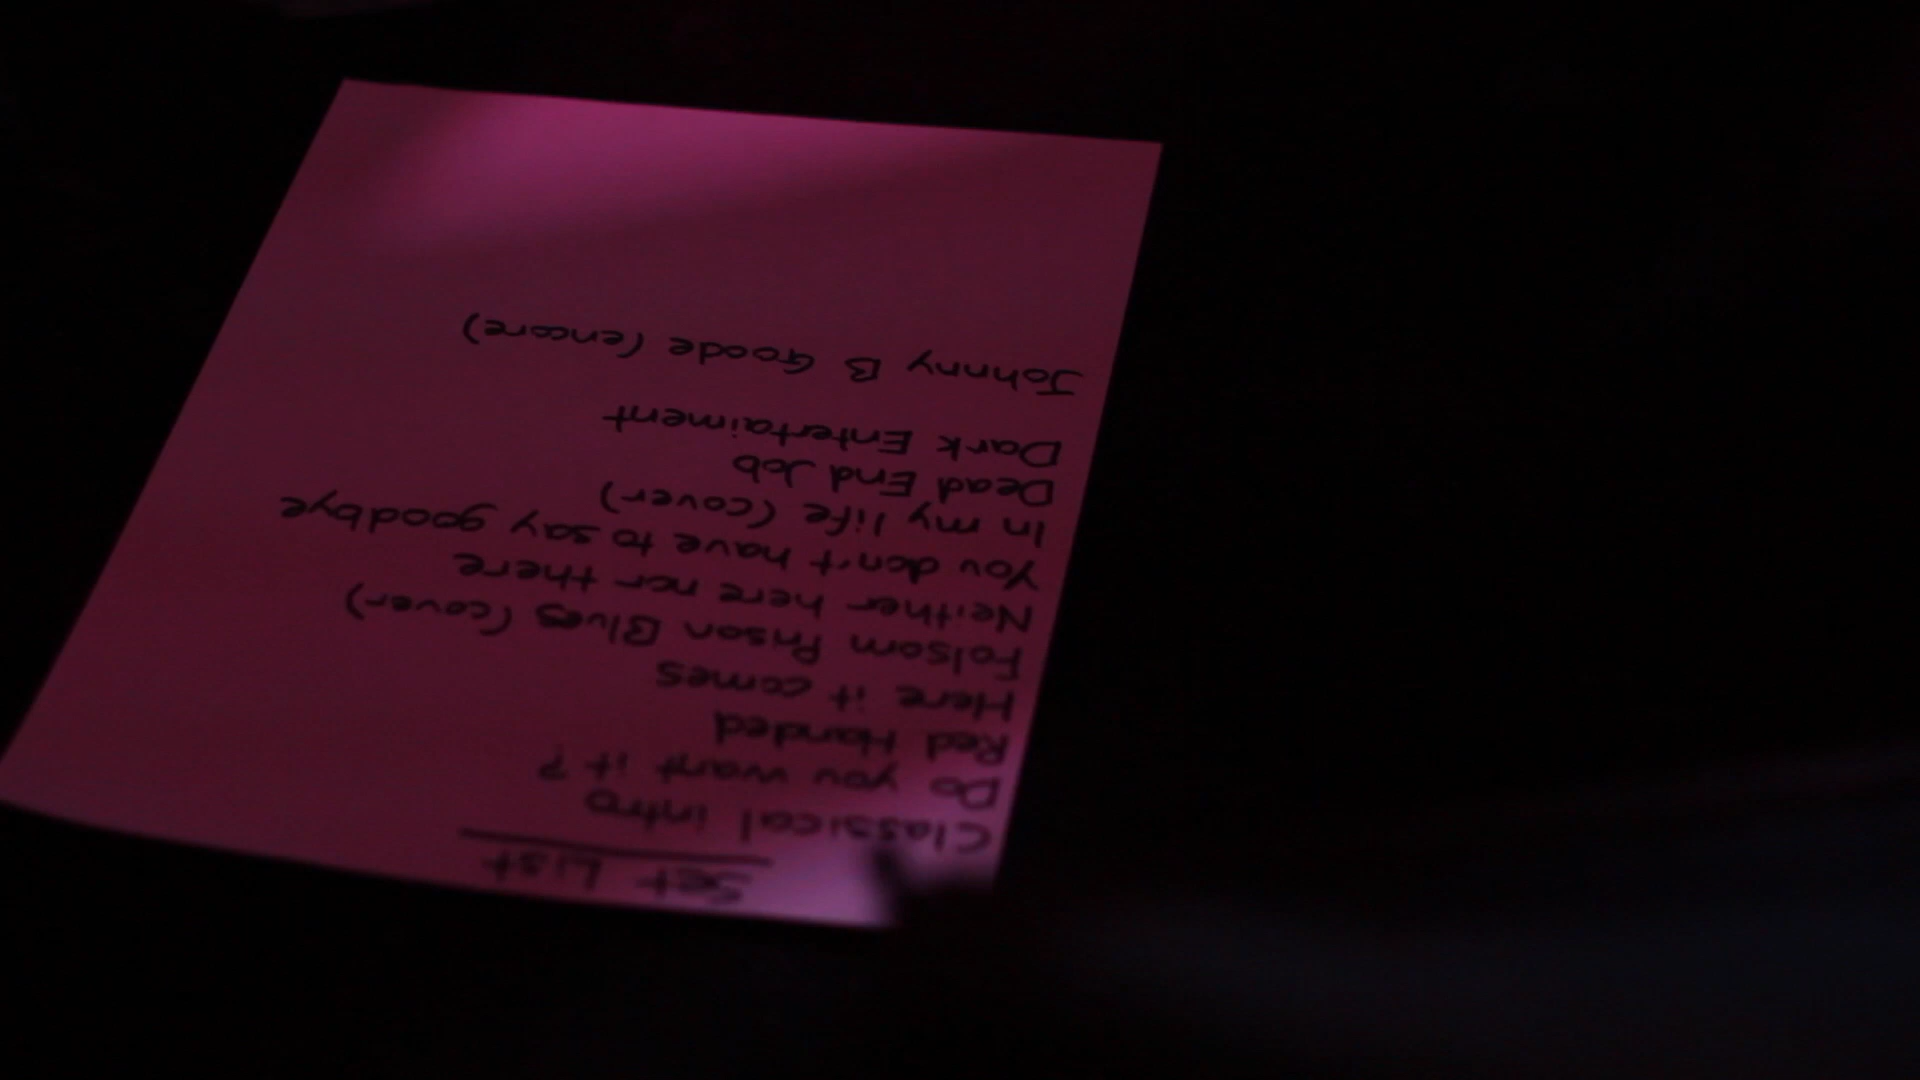 Set List
Classical intro
Do you want it?
Red Handed
Here it comes
Folsom Prison Blues (cover)
Neither here nor there
You don't have to say goodbye
In my life (cover)
Dead End Job
Dark Entertaiment
Johnny B Goode (encore)